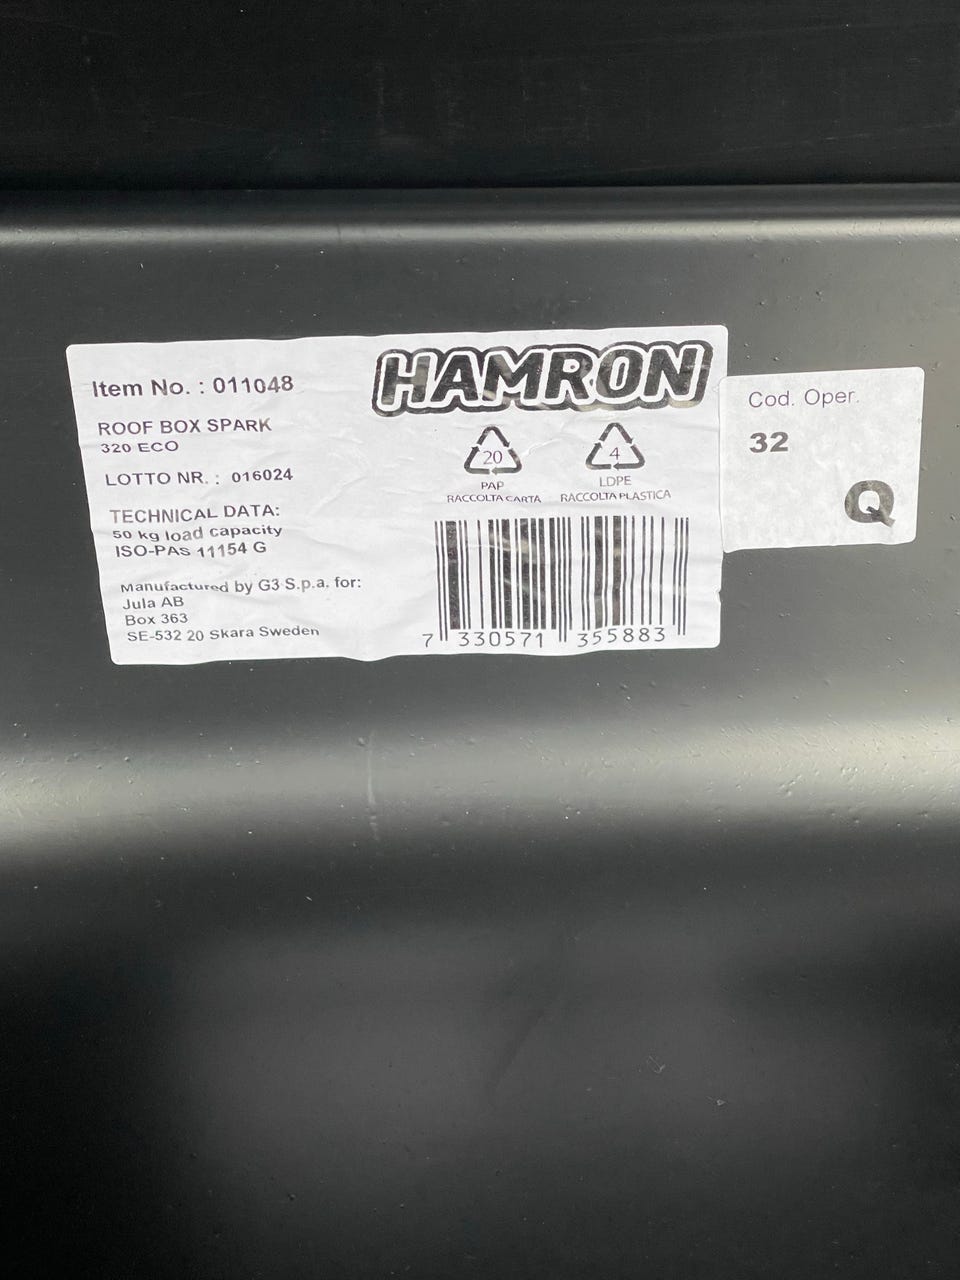 HAMRON
Item No. : 011048
ROOF BOX SPARK
320 ECO
LOTTO NR. : 016024
TECHNICAL DATA:
50 kg load capacity
ISO-PAS 11154 G
Manufactured by G3 S.p.a. for:
Jula AB
Box 363
SE-532 20 Skara Sweden
20
PAP
RACCOLTA CARTA
4
LDPE
RACCOLTA PLASTICA
7 330571 355883
Cod. Oper.
32
Q